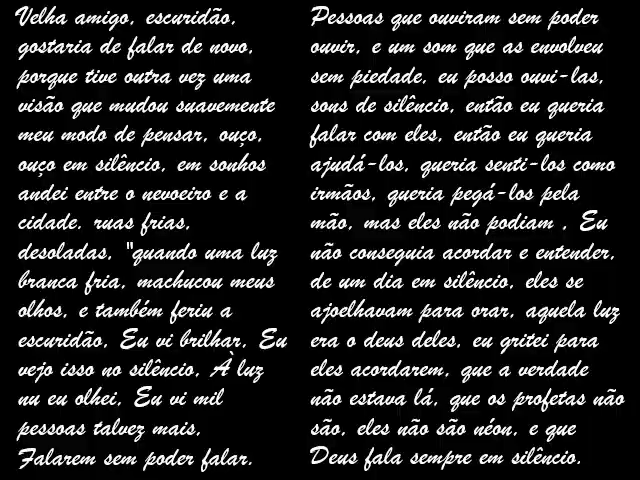 Velha amigo, escuridão,
gostaria de falar de novo,
porque tive outra vez uma
visão que mudou suavemente
meu modo de pensar, ouço,
ouço em silêncio, em sonhos
andei entre o nevoeiro e a
cidade. ruas frias,
desoladas, "quando uma luz
branca fria, machucou meus
olhos, e também feriu a
escuridão, Eu vi brilhar, Eu
vejo isso no silêncio, À luz
nu eu olhei, Eu vi mil
pessoas talvez mais,
Falarem sem poder falar.
Pessoas que ouviram sem poder
ouvir, e um som que as envolveu
sem piedade, eu posso ouvi-las,
sons de silêncio, então eu queria
falar com eles, então eu queria
ajudá-los, queria senti-los como
irmãos, queria pegá-los pela
mão, mas eles não podiam , Eu
não conseguia acordar e entender,
de um dia em silêncio, eles se
ajoelhavam para orar, aquela luz
era o deus deles, eu gritei para
eles acordarem, que a verdade
não estava lá, que os profetas não
são, eles não são néon, e que
Deus fala sempre em silêncio.